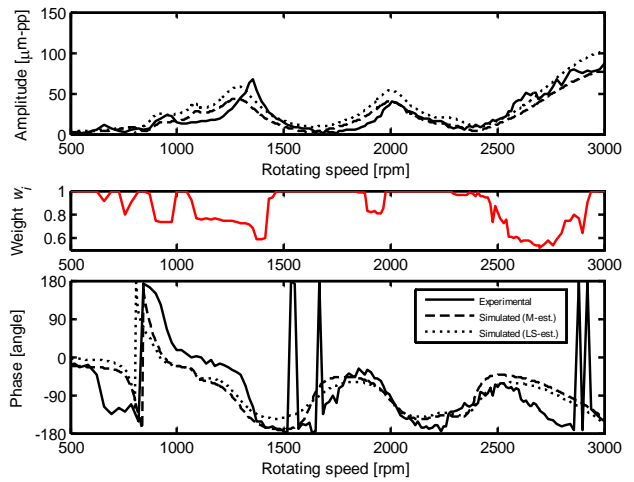 Amplitude [μm-pp]
150
100
50
0
500 1000 1500 2000 2500 3000
Rotating speed [rpm]
Weight wi
1
0.8
0.6
500 1000 1500 2000 2500 3000
Phase [angle]
180
0
-90
-180
Experimental
Simulated (M-est.)
Simulated (LS-est.)
500 1000 1500 2000 2500 3000
Rotating speed [rpm]